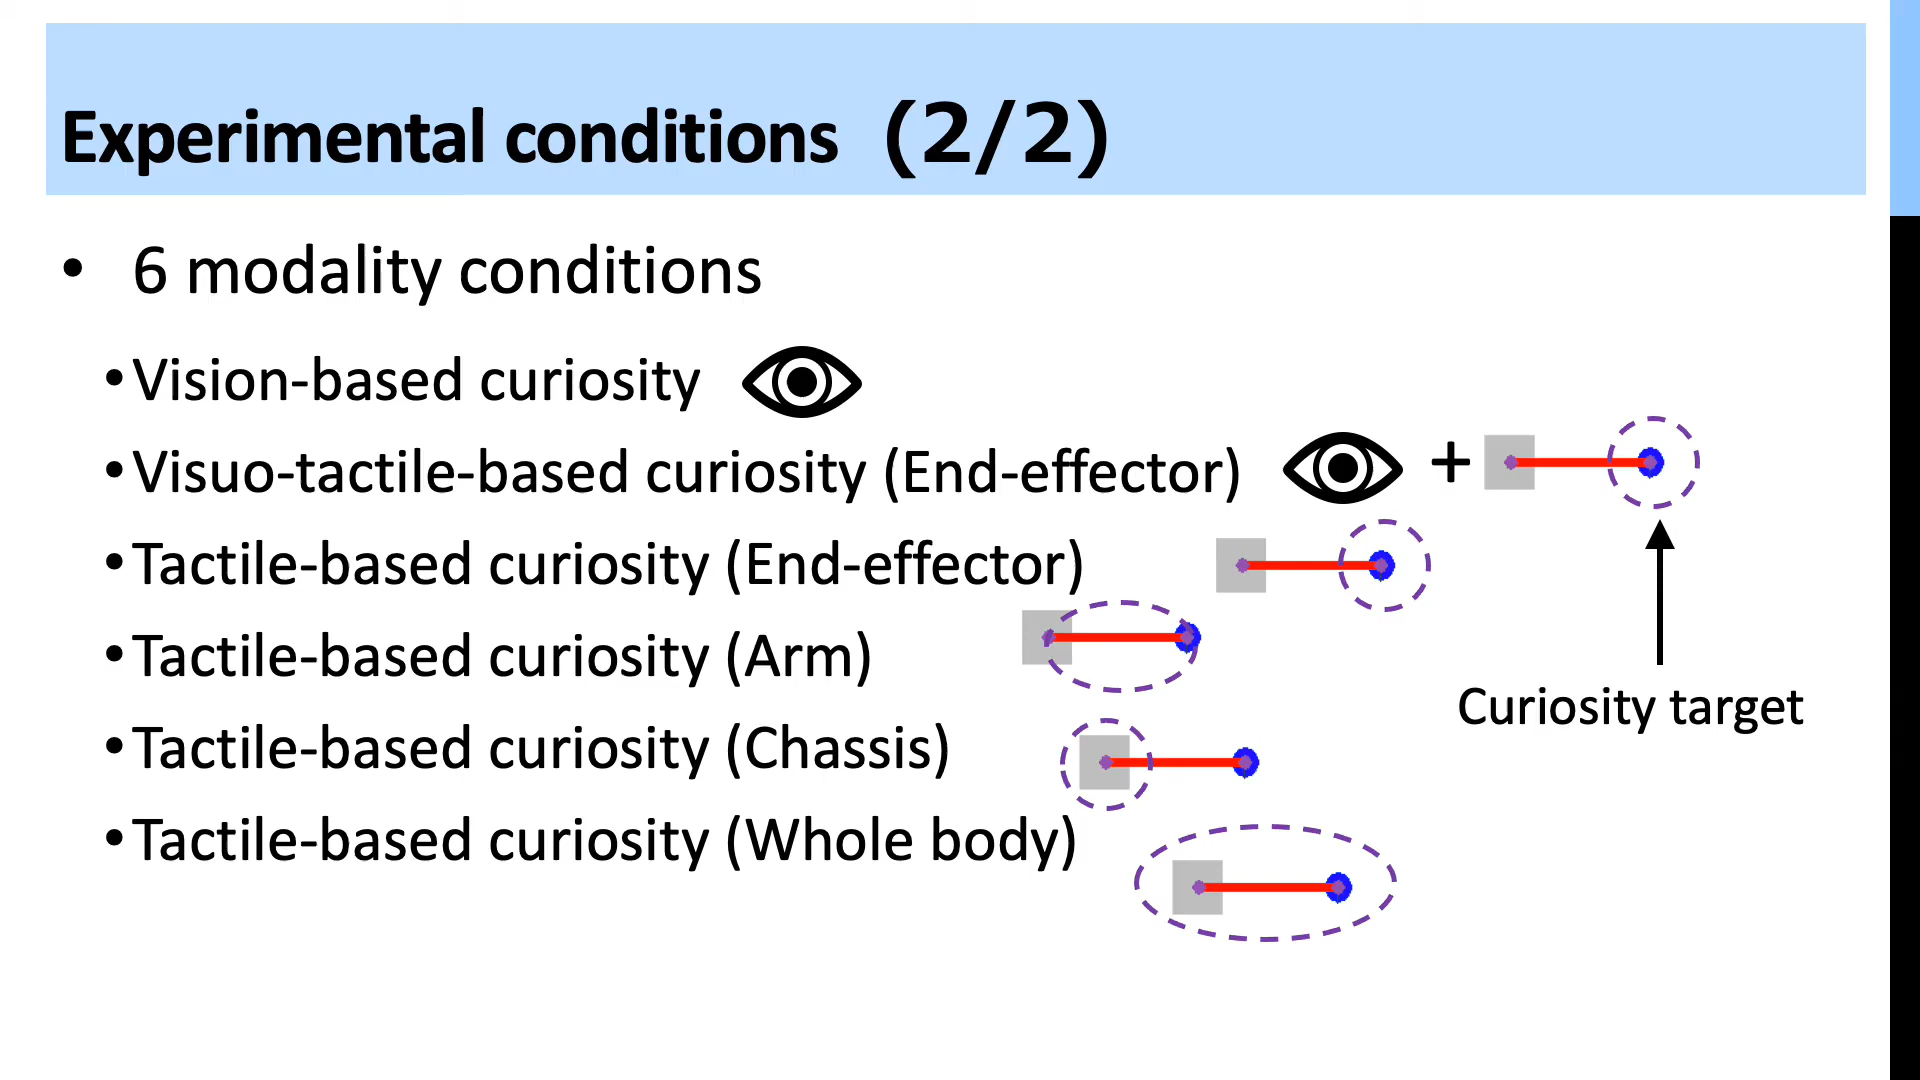 Experimental conditions (2/2)
• 6 modality conditions
• Vision-based curiosity
• Visuo-tactile-based curiosity (End-effector) +
• Tactile-based curiosity (End-effector)
• Tactile-based curiosity (Arm)
Curiosity target
• Tactile-based curiosity (Chassis)
• Tactile-based curiosity (Whole body)